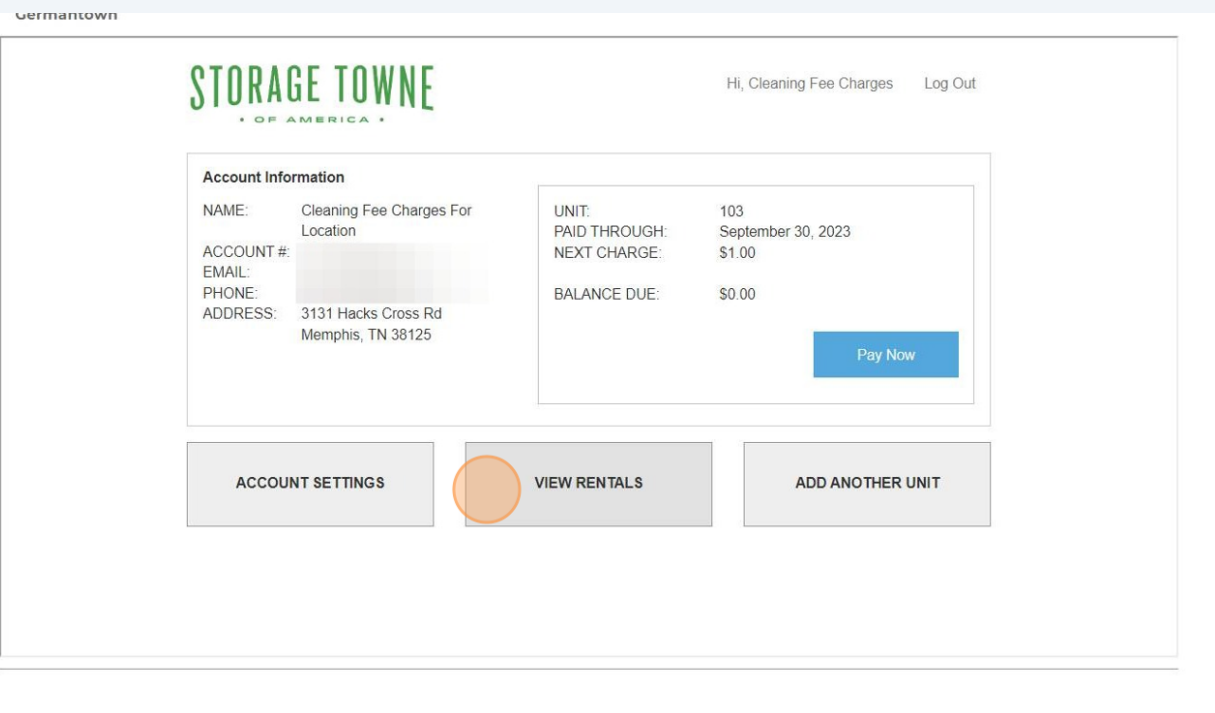 Germantown
STORAGE TOWNE
• OF AMERICA •
Hi, Cleaning Fee Charges Log Out
Account Information
NAME: Cleaning Fee Charges For
Location
ACCOUNT #:
EMAIL:
PHONE:
ADDRESS: 3131 Hacks Cross Rd
Memphis, TN 38125
UNIT: 103
PAID THROUGH: September 30, 2023
NEXT CHARGE: $1.00
BALANCE DUE: $0.00
Pay Now
ACCOUNT SETTINGS
VIEW RENTALS
ADD ANOTHER UNIT